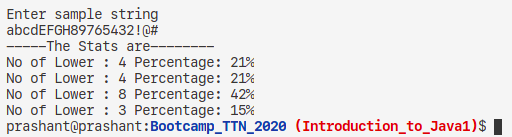 Enter sample string
abcdEFGH89765432!@#
-----The Stats are--------
No of Lower : 4 Percentage: 21%
No of Lower : 4 Percentage: 21%
No of Lower : 8 Percentage: 42%
No of Lower : 3 Percentage: 15%
prashant@prashant:Bootcamp_TTN_2020 (Introduction_to_Java1)$